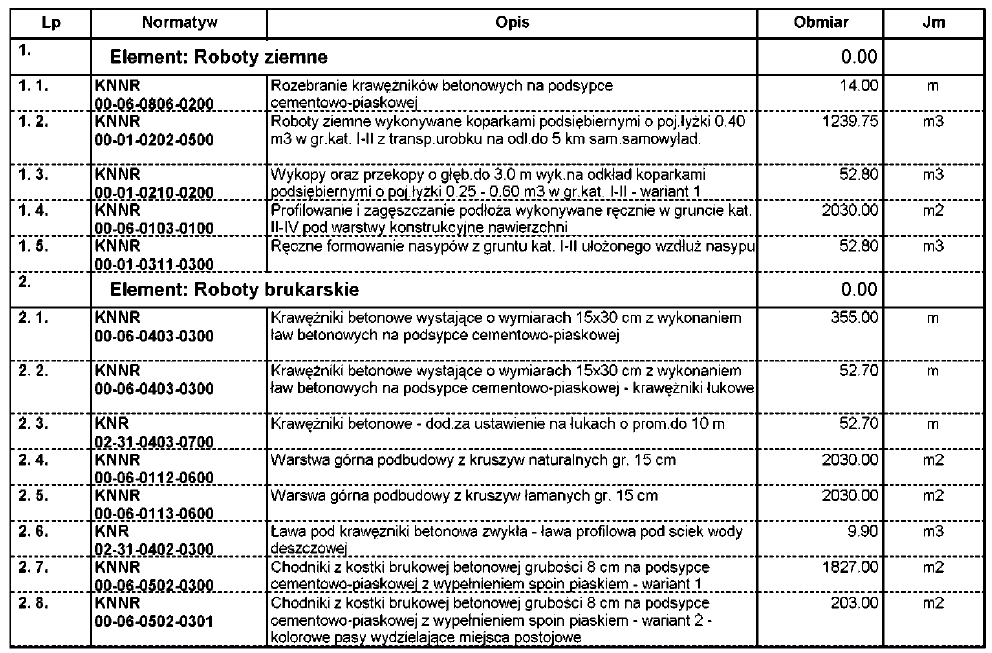 Lp Normatyw Opis Obmiar Jm
1. Element: Roboty ziemne 0.00
1. 1. KNNR Rozebranie krawężników betonowych na podsypce 14.00 m
00-06-0806-0200 cementowo-piaskowej
1. 2. KNNR Roboty ziemne wykonywane koparkami podsiębiernymi o poj.łyżki 0.40 1239.75 m3
00-01-0202-0500 m3 w gr.kat. I-II z transp.urobku na odl.do 5 km sam.samowyład.
1. 3. KNNR Wykopy oraz przekopy o głęb.do 3.0 m wyk.na odkład koparkami 52.80 m3
00-01-0210-0200 podsiębiernymi o poj.łyżki 0.25 - 0.60 m3 w gr.kat. I-II - wariant 1
1. 4. KNNR Profilowanie i zagęszczanie podłoża wykonywane ręcznie w gruncie kat. 2030.00 m2
00-06-0103-0100 II-IV pod warstwy konstrukcyjne nawierzchni
1. 5. KNNR Ręczne formowanie nasypów z gruntu kat. I-II ułożonego wzdłuż nasypu 52.80 m3
00-01-0311-0300
2. Element: Roboty brukarskie 0.00
2. 1. KNNR Krawężniki betonowe wystające o wymiarach 15x30 cm z wykonaniem 355.00 m
00-06-0403-0300 ław betonowych na podsypce cementowo-piaskowej
2. 2. KNNR Krawężniki betonowe wystające o wymiarach 15x30 cm z wykonaniem 52.70 m
00-06-0403-0300 ław betonowych na podsypce cementowo-piaskowej - krawężniki łukowe
2. 3. KNR Krawężniki betonowe - dod.za ustawienie na łukach o prom.do 10 m 52.70 m
02-31-0403-0700
2. 4. KNNR Warstwa górna podbudowy z kruszyw naturalnych gr. 15 cm 2030.00 m2
00-06-0112-0600
2. 5. KNNR Warswa górna podbudowy z kruszyw łamanych gr. 15 cm 2030.00 m2
00-06-0113-0600
2. 6. KNR Ława pod krawężniki betonowa zwykła - ława profilowa pod sciek wody 9.90 m3
02-31-0402-0300 deszczowej
2. 7. KNNR Chodniki z kostki brukowej betonowej grubości 8 cm na podsypce 1827.00 m2
00-06-0502-0300 cementowo-piaskowej z wypełnieniem spoin piaskiem - wariant 1
2. 8. KNNR Chodniki z kostki brukowej betonowej grubości 8 cm na podsypce 203.00 m2
00-06-0502-0301 cementowo-piaskowej z wypełnieniem spoin piaskiem - wariant 2 -
kolorowe pasy wydzielające miejsca postojowe